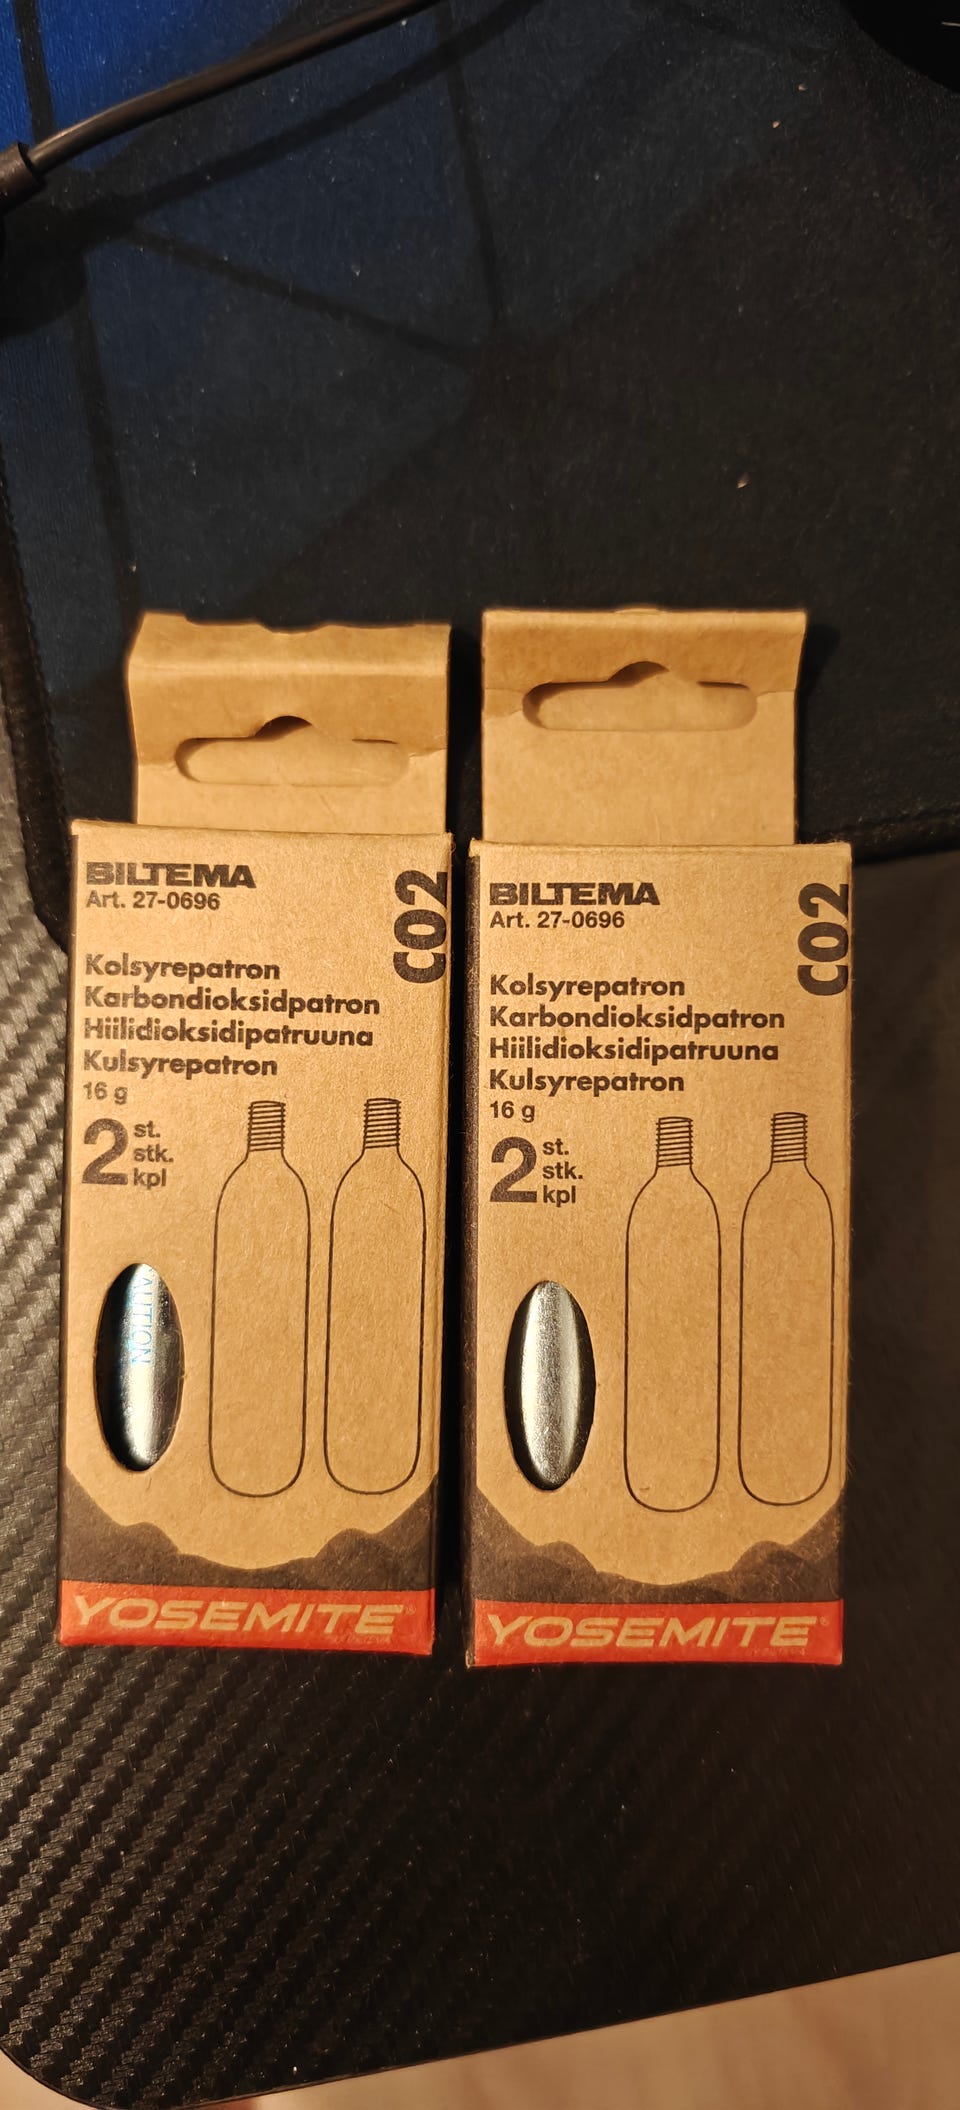 BILTEMA
Art. 27-0696
CO2
Kolsyrepatron
Karbondioksidpatron
Hiilidioksidipatruuna
Kulsyrepatron
16 g
2 st.
stk.
kpl
AUTION
YOSEMITE®
BILTEMA
Art. 27-0696
CO2
Kolsyrepatron
Karbondioksidpatron
Hiilidioksidipatruuna
Kulsyrepatron
16 g
2 st.
stk.
kpl
YOSEMITE®